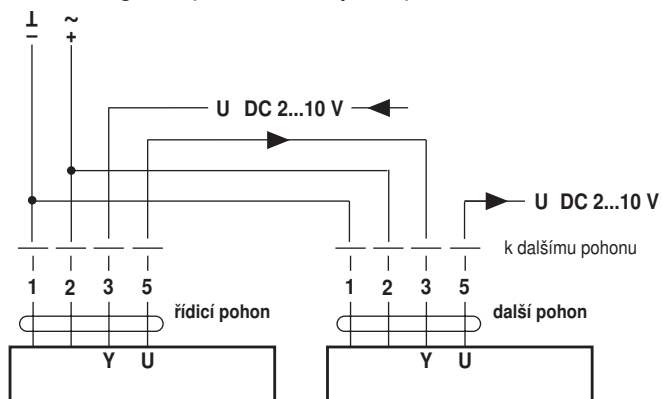 ⊥ ~
– +
U DC 2...10 V
U DC 2...10 V
k dalšímu pohonu
1 2 3 5 1 2 3 5
řídicí pohon další pohon
Y U Y U